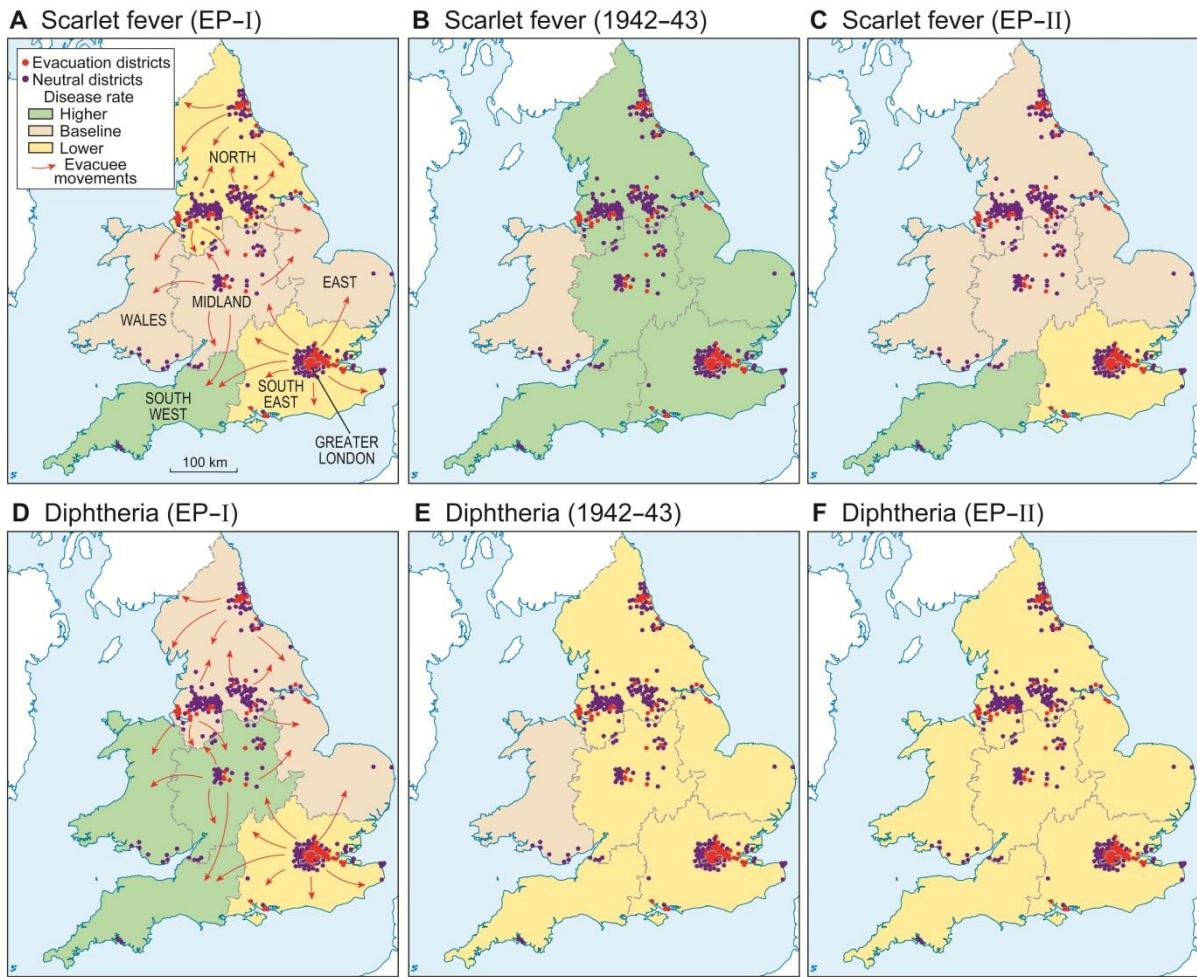 A Scarlet fever (EP–I)
Evacuation districts
Neutral districts
Disease rate
Higher
Baseline
Lower
Evacuee
movements
NORTH
EAST
MIDLAND
WALES
SOUTH
WEST
SOUTH
EAST
GREATER
LONDON
100 km
B Scarlet fever (1942–43)
C Scarlet fever (EP–II)
D Diphtheria (EP–I)
E Diphtheria (1942–43)
F Diphtheria (EP–II)